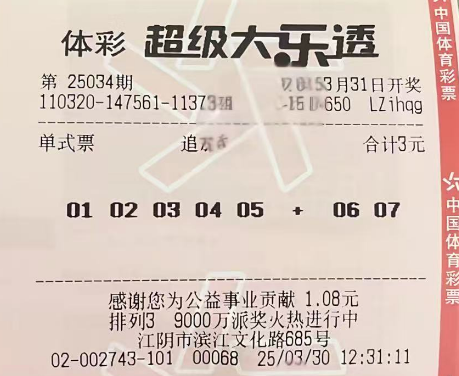 体彩 超级大乐透
第 25034期 3月31日开奖
110320-147561-1137 650 LZihqg
单式票 追 合计3元
01 02 03 04 05 + 06 07
感谢您为公益事业贡献 1.08元
排列3 9000万派奖火热进行中
江阴市滨江文化路685号
02-002743-101 00068 25/03/30 12:31:11
中国体育彩票
中国体育彩票